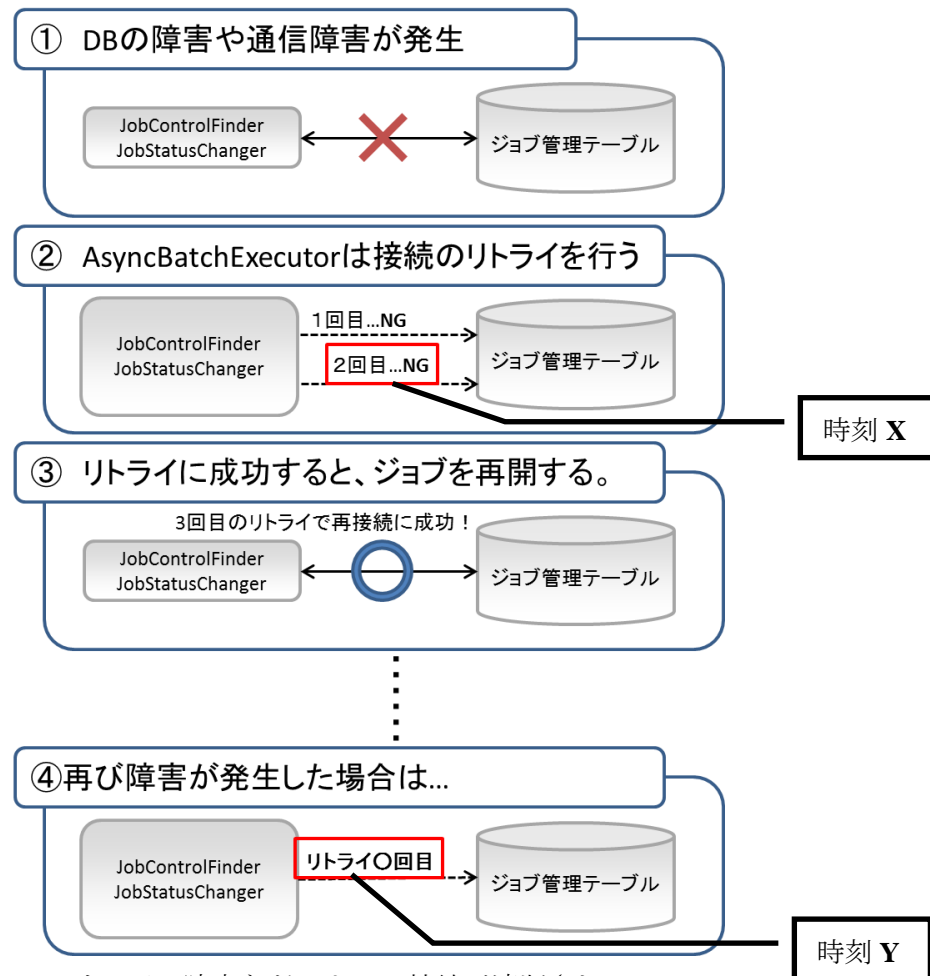 ① DBの障害や通信障害が発生
JobControlFinder
JobStatusChanger
ジョブ管理テーブル
② AsyncBatchExecutorは接続のリトライを行う
JobControlFinder
JobStatusChanger
1回目...NG
2回目...NG
ジョブ管理テーブル
時刻 X
③ リトライに成功すると、ジョブを再開する。
3回目のリトライで再接続に成功！
JobControlFinder
JobStatusChanger
ジョブ管理テーブル
④再び障害が発生した場合は...
JobControlFinder
JobStatusChanger
リトライ〇回目
ジョブ管理テーブル
時刻 Y